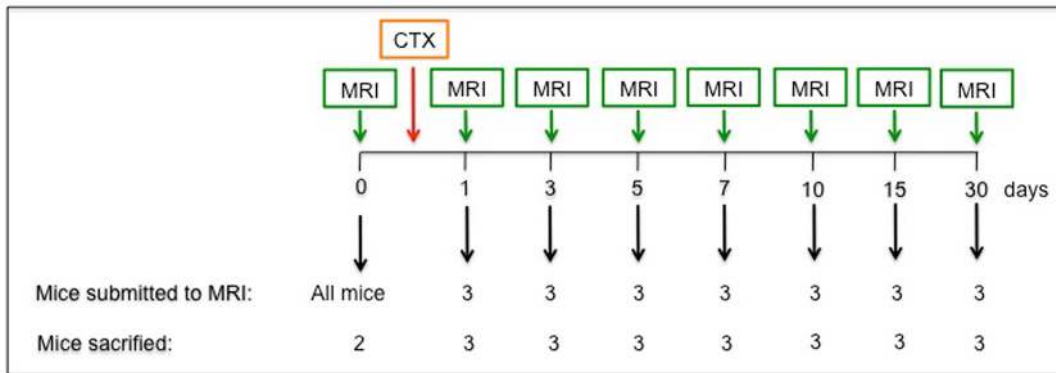 CTX
MRI MRI MRI MRI MRI MRI MRI MRI
0 1 3 5 7 10 15 30 days
Mice submitted to MRI: All mice 3 3 3 3 3 3 3
Mice sacrified: 2 3 3 3 3 3 3 3